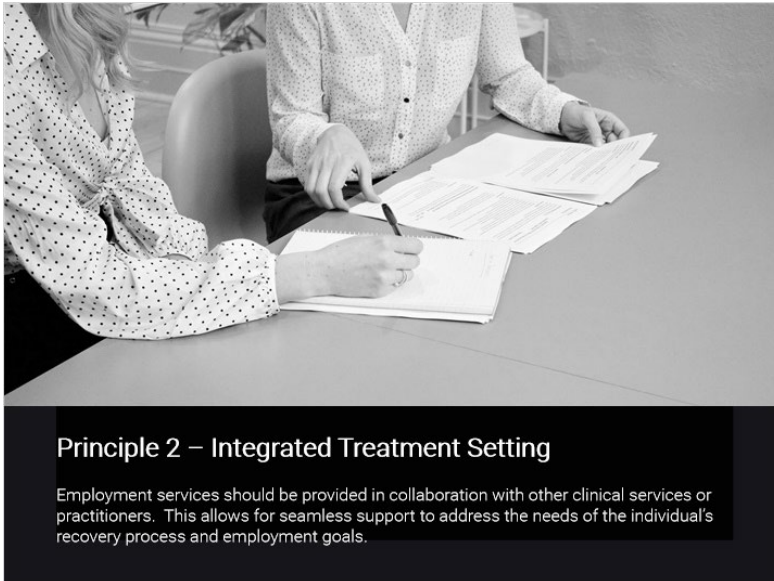 Principle 2 – Integrated Treatment Setting
Employment services should be provided in collaboration with other clinical services or
practitioners.  This allows for seamless support to address the needs of the individual's
recovery process and employment goals.